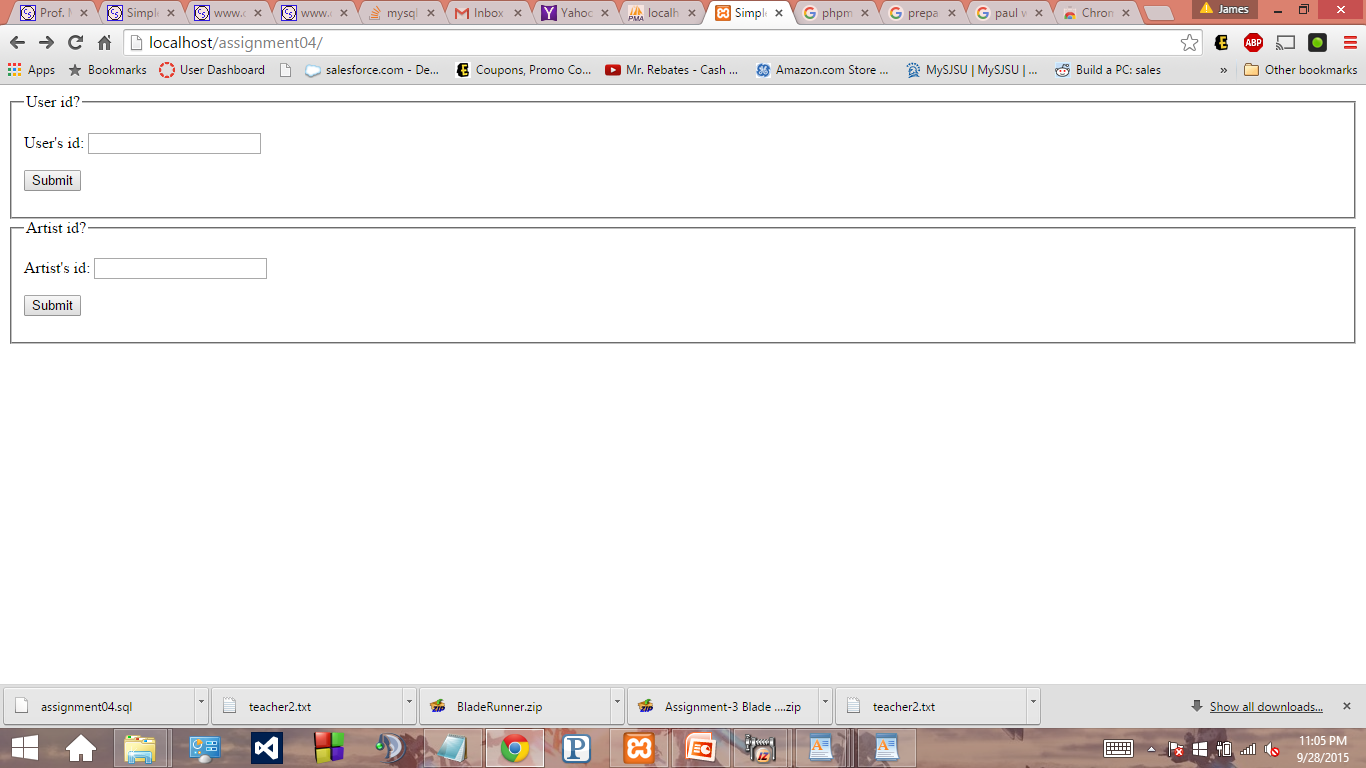 Prof. M
Simple
www.c
www.c
mysql
Inbox
Yahoo
localh
Simple
phpm
prepa
paul w
Chron
James
localhost/assignment04/
ABP
Apps
Bookmarks
User Dashboard
salesforce.com - De...
Coupons, Promo Co...
Mr. Rebates - Cash ...
Amazon.com Store ...
MySJSU | MySJSU | ...
Build a PC: sales
»
Other bookmarks
User id?
User's id:
Submit
Artist id?
Artist's id:
Submit
assignment04.sql
teacher2.txt
BladeRunner.zip
Assignment-3 Blade ....zip
teacher2.txt
Show all downloads...
11:05 PM
9/28/2015